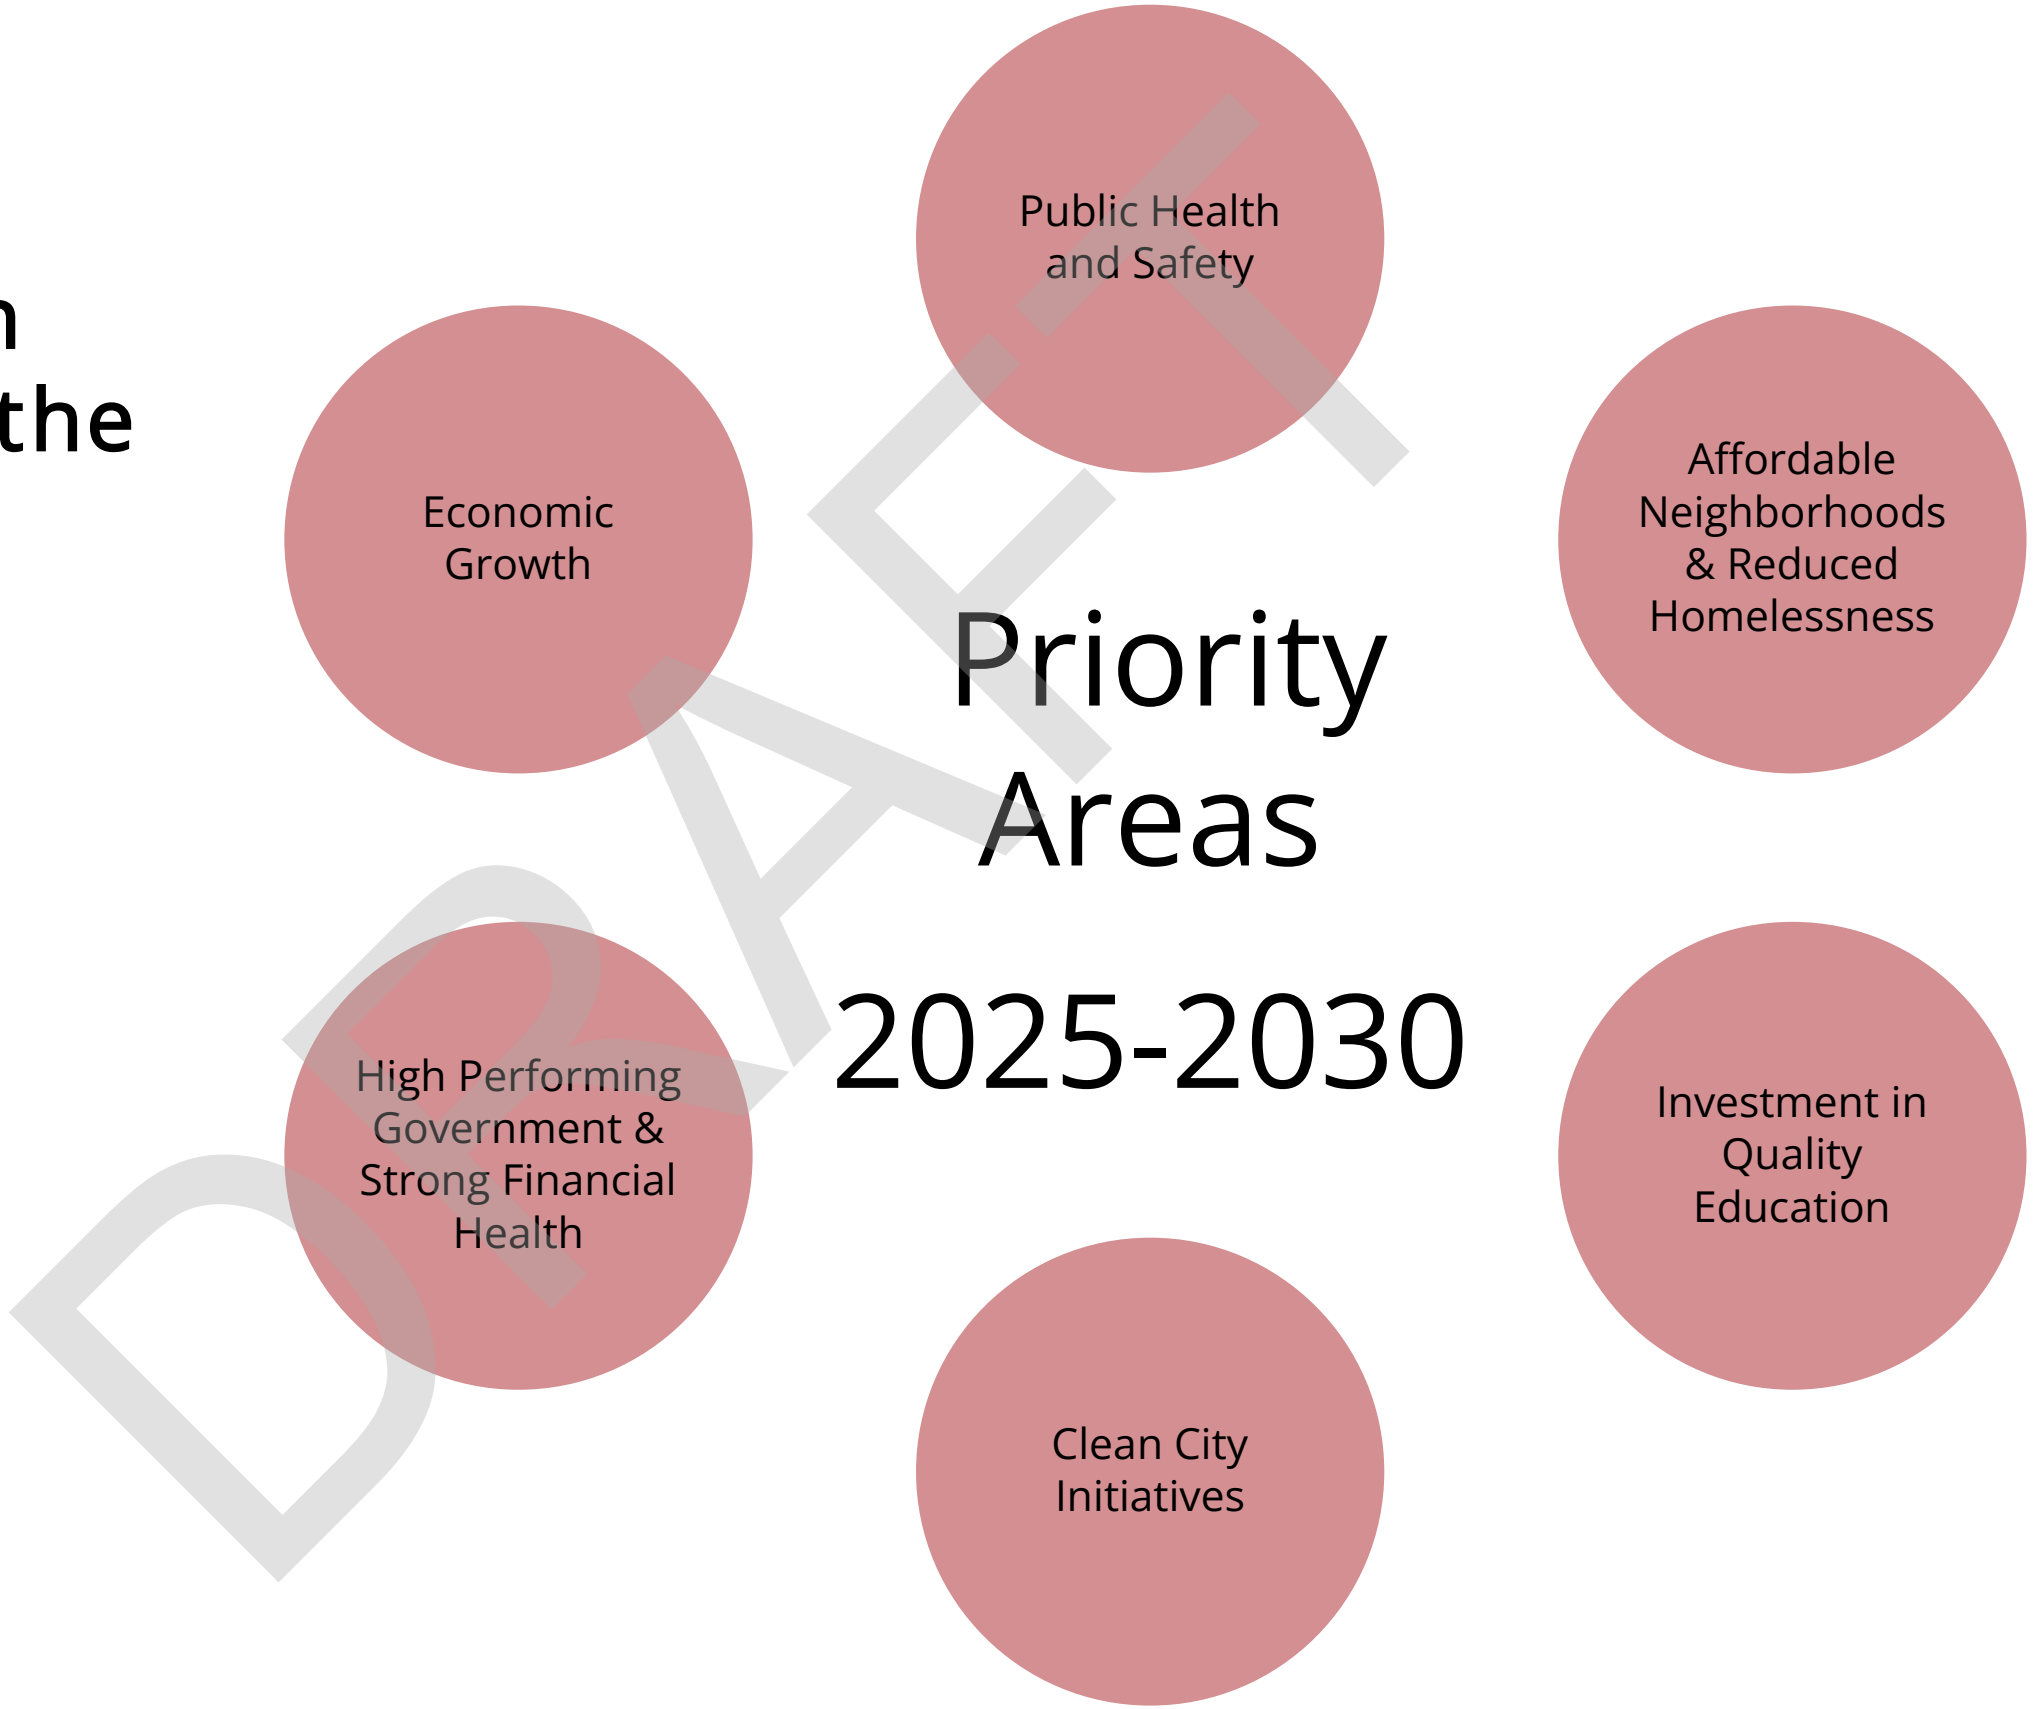 n
the
Public Health
and Safety
Economic
Growth
Affordable
Neighborhoods
& Reduced
Homelessness
Priority
Areas
2025-2030
High Performing
Government &
Strong Financial
Health
Investment in
Quality
Education
Clean City
Initiatives
DRAFT